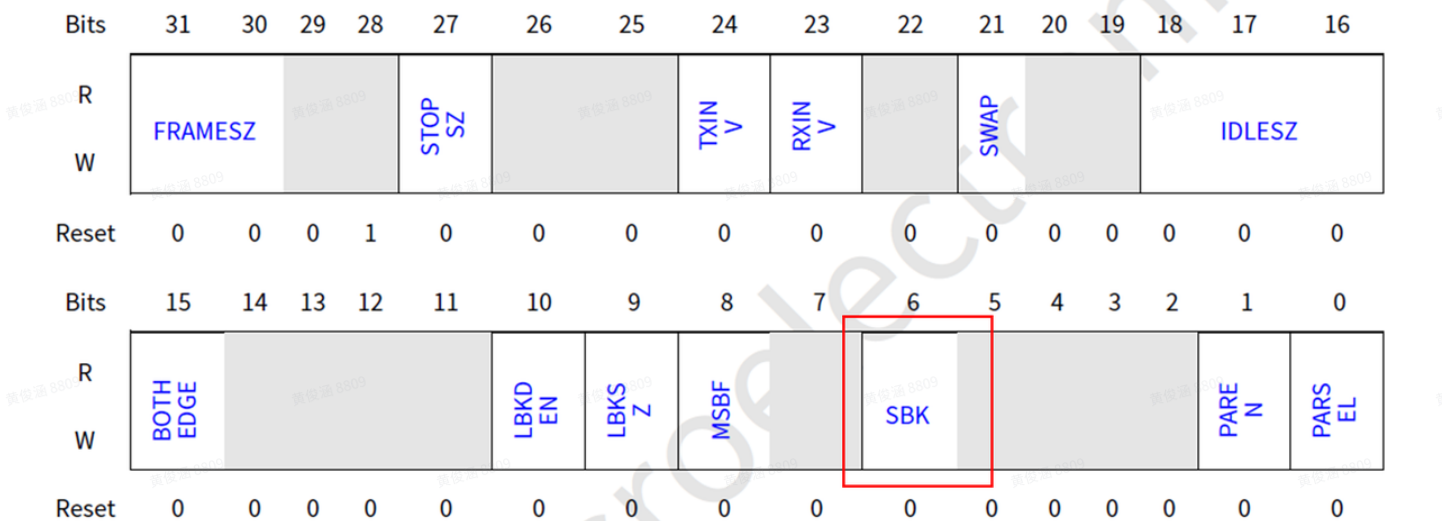 Bits 31 30 29 28 27 26 25 24 23 22 21 20 19 18 17 16
R
W
FRAMESZ
STOP
SZ
TXIN
V
RXIN
V
SWAP
IDLESZ
Reset 0 0 0 1 0 0 0 0 0 0 0 0 0 0 0 0
Bits 15 14 13 12 11 10 9 8 7 6 5 4 3 2 1 0
R
W
BOTH
EDGE
LBKD
EN
LBKS
Z
MSBF
SBK
PARE
N
PARS
EL
Reset 0 0 0 0 0 0 0 0 0 0 0 0 0 0 0 0
黄俊涵 8809